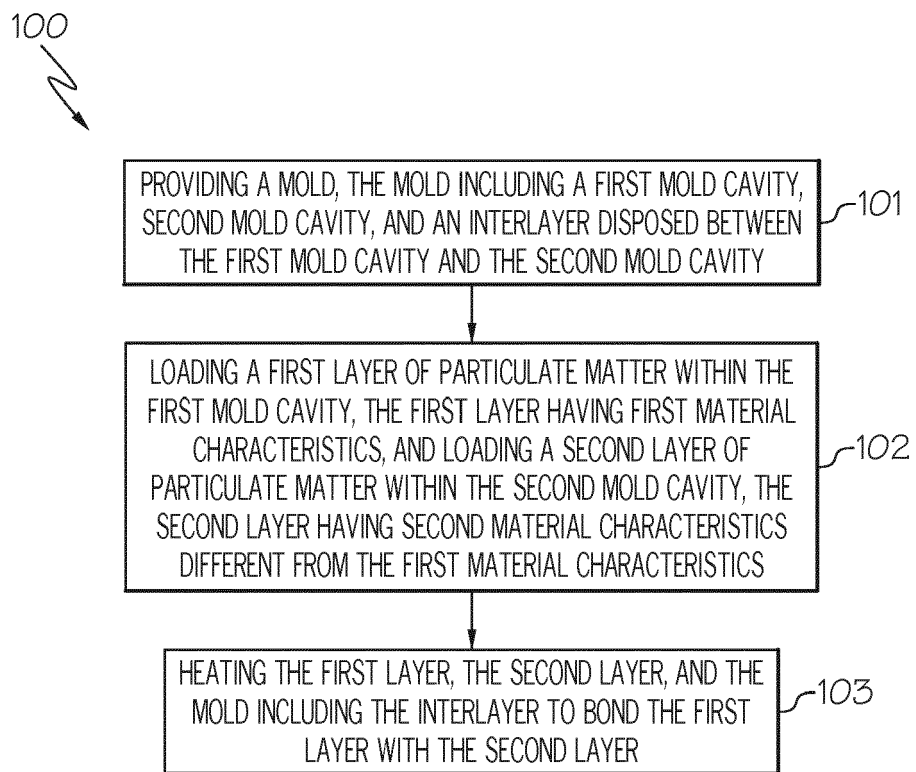 100
PROVIDING A MOLD, THE MOLD INCLUDING A FIRST MOLD CAVITY,
SECOND MOLD CAVITY, AND AN INTERLAYER DISPOSED BETWEEN
THE FIRST MOLD CAVITY AND THE SECOND MOLD CAVITY
101
LOADING A FIRST LAYER OF PARTICULATE MATTER WITHIN THE
FIRST MOLD CAVITY, THE FIRST LAYER HAVING FIRST MATERIAL
CHARACTERISTICS, AND LOADING A SECOND LAYER OF
PARTICULATE MATTER WITHIN THE SECOND MOLD CAVITY, THE
SECOND LAYER HAVING SECOND MATERIAL CHARACTERISTICS
DIFFERENT FROM THE FIRST MATERIAL CHARACTERISTICS
102
HEATING THE FIRST LAYER, THE SECOND LAYER, AND THE
MOLD INCLUDING THE INTERLAYER TO BOND THE FIRST
LAYER WITH THE SECOND LAYER
103